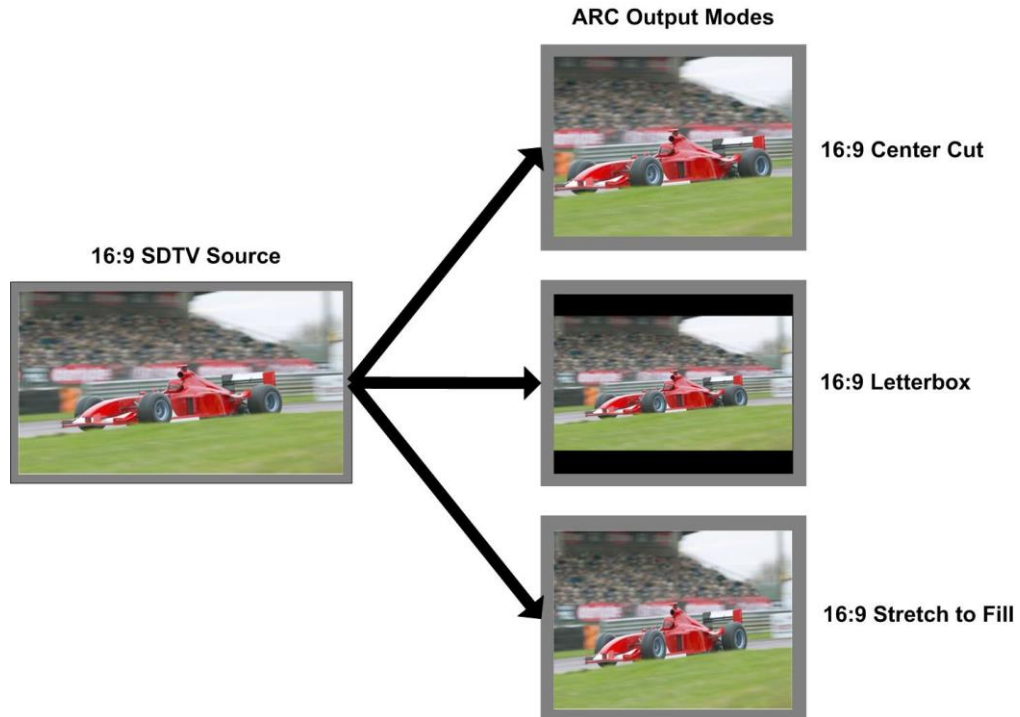 ARC Output Modes
16:9 Center Cut
16:9 SDTV Source
16:9 Letterbox
16:9 Stretch to Fill